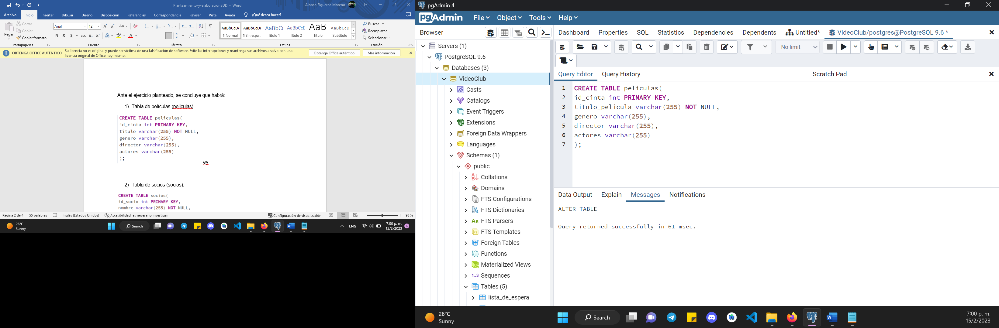 Planteamiento-y-elaboracionBDD - Word
Alonso Figueroa Moreno
Archivo Inicio Insertar Dibujar Diseño Disposición Referencias Correspondencia Revisar Vista Ayuda ¿Qué desea hacer?
Pegar
Cortar
Copiar
Copiar formato
Portapapeles
Arial 12
Aa
N K S abc x₂ x² A A
Fuente
Párrafo
AaBbCcDc AaBbCcDc AaBbCc AaBbCcE AaB AaBbCcD
¶ Normal ¶ Sin espa... Título 1 Título 2 Título Subtítulo
Estilos
Buscar
Reemplazar
Seleccionar
Edición
OBTENGA OFFICE AUTÉNTICO Su licencia no es original y puede ser víctima de una falsificación de software. Evite las interrupciones y mantenga sus archivos a salvo con una
licencia original de Office hoy mismo.
Obtenga Office auténtico
Más información
Ante el ejercicio planteado, se concluye que habrá:
1) Tabla de películas (peliculas):
CREATE TABLE peliculas(
id_cinta int PRIMARY KEY,
titulo varchar(255) NOT NULL,
genero varchar(255),
director varchar(255),
actores varchar(255)
);
ey
2) Tabla de socios (socios):
CREATE TABLE socios(
id_socio int PRIMARY KEY,
nombre varchar(255) NOT NULL,
Página 2 de 4 55 palabras Inglés (Estados Unidos) Accesibilidad: es necesario investigar Configuración de visualización 98 %
26°C
Sunny
Search
ENG
7:00 p. m.
15/2/2023
6
pgAdmin 4
pgAdmin File Object Tools Help
Browser
Dashboard Properties SQL Statistics Dependencies Dependents Untitled* VideoClub/postgres@PostgreSQL 9.6 *
No limit
Servers (1)
PostgreSQL 9.6
Databases (3)
VideoClub
Casts
Catalogs
Event Triggers
Extensions
Foreign Data Wrappers
Languages
Schemas (1)
public
Collations
Domains
FTS Configurations
FTS Dictionaries
Aa FTS Parsers
FTS Templates
Foreign Tables
Functions
Materialized Views
1..3 Sequences
Tables (5)
lista_de_espera
Query Editor Query History
Scratch Pad
1 CREATE TABLE peliculas(
2 id_cinta int PRIMARY KEY,
3 titulo_pelicula varchar(255) NOT NULL,
4 genero varchar(255),
5 director varchar(255),
6 actores varchar(255)
7 );
Data Output Explain Messages Notifications
ALTER TABLE
Query returned successfully in 61 msec.
26°C
Sunny
Search
7:00 p. m.
15/2/2023